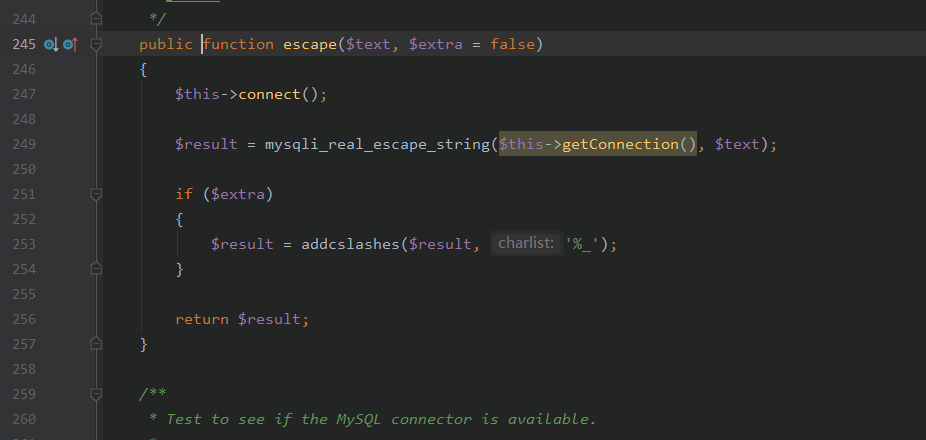 244 */
245 public function escape($text, $extra = false)
246 {
247 $this->connect();
248
249 $result = mysqli_real_escape_string($this->getConnection(), $text);
250
251 if ($extra)
252 {
253 $result = addcslashes($result, charlist: '%_');
254 }
255
256 return $result;
257 }
258
259 /**
260 * Test to see if the MySQL connector is available.